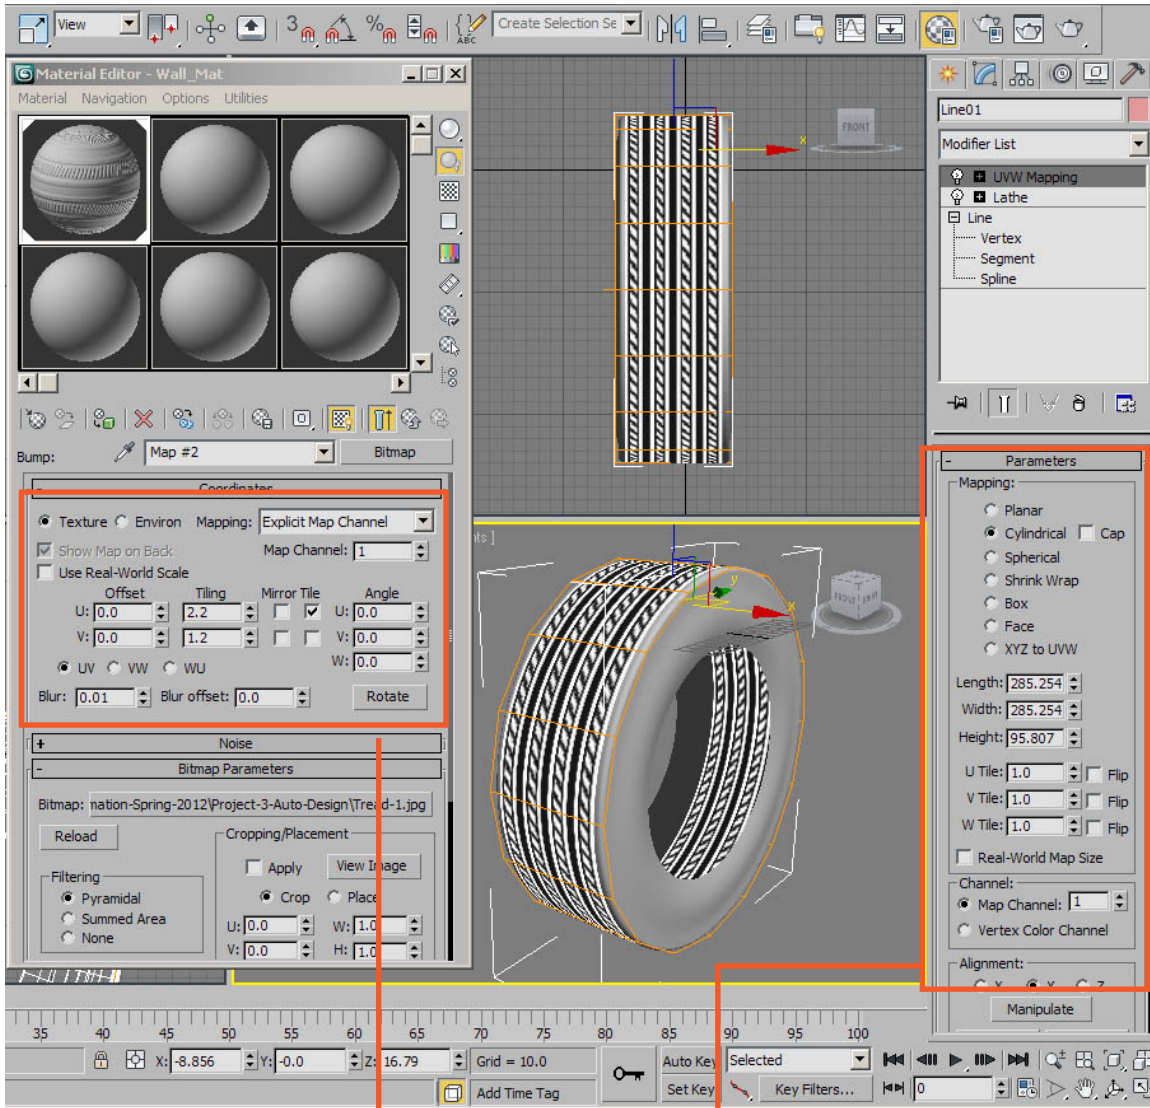 View
3
%
ABC
Create Selection Se
Material Editor - Wall_Mat
Material Navigation Options Utilities
Bump:
Map #2
Bitmap
Coordinates
Texture Environ Mapping: Explicit Map Channel
Show Map on Back Map Channel: 1
Use Real-World Scale
Offset Tiling Mirror Tile Angle
U: 0.0 2.2 U: 0.0
V: 0.0 1.2 V: 0.0
W: 0.0
UV VW WU
Blur: 0.01 Blur offset: 0.0 Rotate
+ Noise
- Bitmap Parameters
Bitmap: mation-Spring-2012\Project-3-Auto-Design\Tread-1.jpg
Reload
Cropping/Placement
Apply View Image
Crop Place
U: 0.0 W: 1.0
V: 0.0 H: 1.0
Filtering
Pyramidal
Summed Area
None
FRONT
x
nts ]
y
x
FRONT
Line01
Modifier List
UVW Mapping
Lathe
Line
Vertex
Segment
Spline
- Parameters
Mapping:
Planar
Cylindrical Cap
Spherical
Shrink Wrap
Box
Face
XYZ to UVW
Length: 285.254
Width: 285.254
Height: 95.807
U Tile: 1.0 Flip
V Tile: 1.0 Flip
W Tile: 1.0 Flip
Real-World Map Size
Channel:
Map Channel: 1
Vertex Color Channel
Alignment:
X Y Z
Manipulate
35 40 45 50 55 60 65 70 75 80 85 90 95 100
X: -8.856 Y: -0.0 Z: 16.79 Grid = 10.0
Add Time Tag
Auto Key Selected
Set Key Key Filters...
0